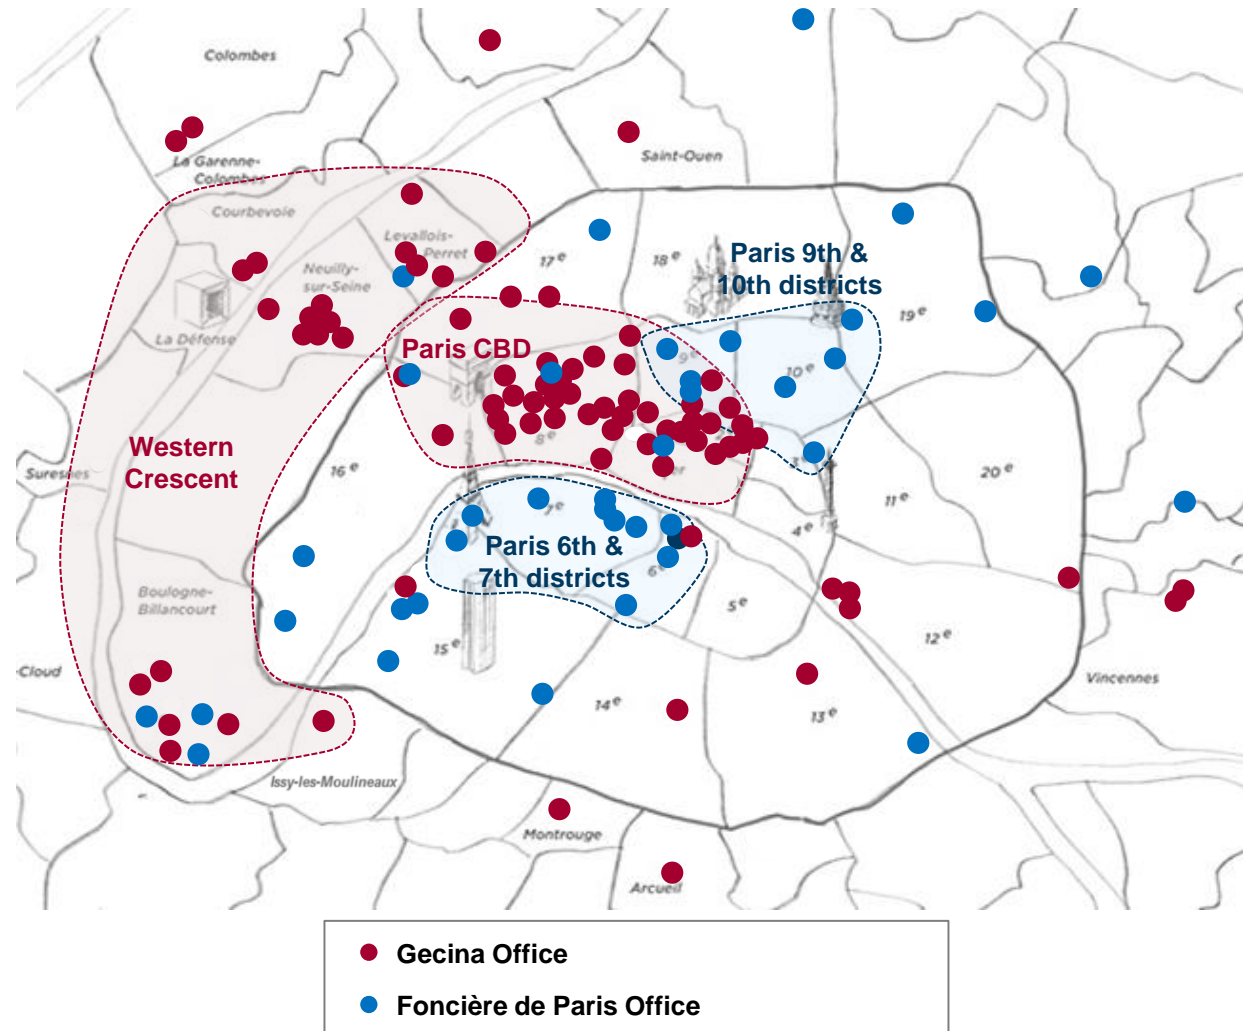 Colombes
Saint-Ouen
La Garenne-
Colombes
Courbevoie
Levallois-
Perret
17e
18e
Paris 9th &
10th districts
Neuilly-
sur-Seine
19e
La Défense
Paris CBD
9e
10e
8e
Western
Crescent
16e
Suresnes
11e
20e
7e
4e
Paris 6th &
7th districts
6e
Boulogne-
Billancourt
5e
12e
15e
-Cloud
Vincennes
14e
13e
Issy-les-Moulineaux
Montrouge
Arcueil
Gecina Office
Foncière de Paris Office